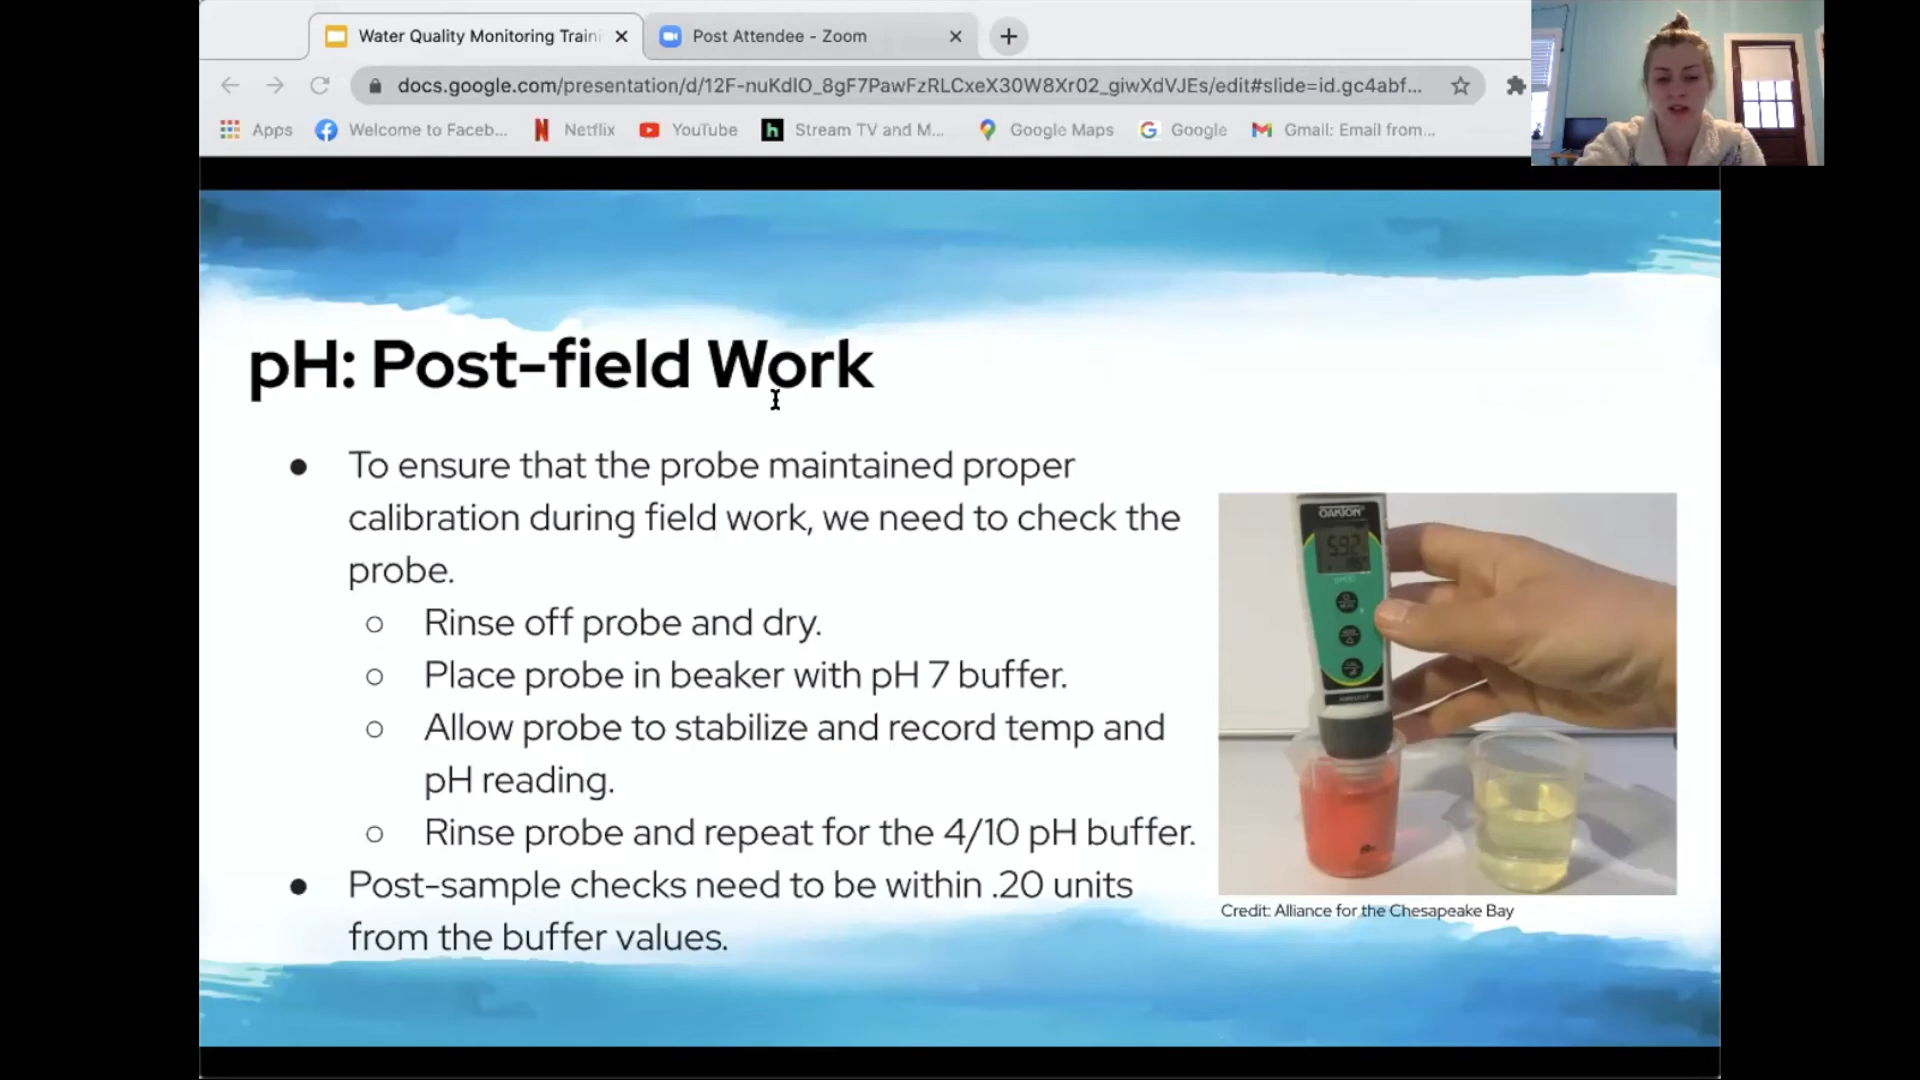 Water Quality Monitoring Traini
Post Attendee - Zoom
docs.google.com/presentation/d/12F-nuKdlO_8gF7PawFzRLCxeX30W8Xr02_giwXdVJEs/edit#slide=id.gc4abf...
Apps
Welcome to Faceb...
Netflix
YouTube
Stream TV and M...
Google Maps
Google
Gmail: Email from...
pH: Post-field Work
● To ensure that the probe maintained proper
calibration during field work, we need to check the
probe.
○ Rinse off probe and dry.
○ Place probe in beaker with pH 7 buffer.
○ Allow probe to stabilize and record temp and
pH reading.
○ Rinse probe and repeat for the 4/10 pH buffer.
● Post-sample checks need to be within .20 units
from the buffer values.
OAKTON
5.92
Credit: Alliance for the Chesapeake Bay